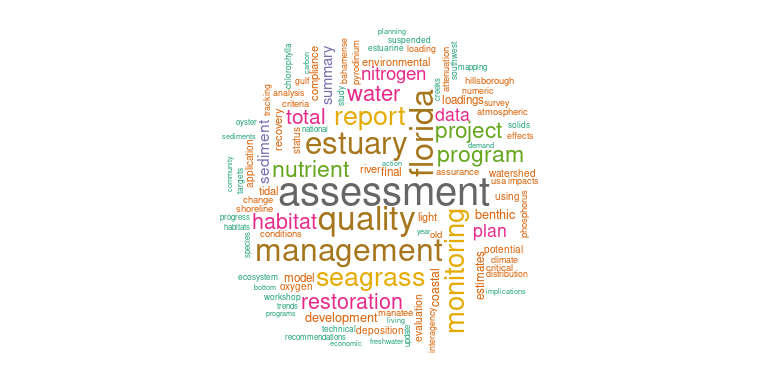 planning
suspended
estuarine loading
environmental
nitrogen
water
summary
compliance
carbon
chlorophylla
gulf
bahamense
pyrodinium
study
attenuation
southwest
mapping
creeks
hillsborough
numeric
loadings survey
atmospheric
tracking
analysis
criteria
total
report
florida
data
project
solids
effects
demand
oyster
recovery
status
national
estuary
program
sediments
sediment
application
nutrient
river
final
action
assurance
watershed
usa impacts
community
targets
tidal
assessment
using
phosphorus
change
shoreline
progress
habitats
habitat
quality
light
benthic
plan
conditions
year old
species
management
monitoring
potential
climate
critical
distribution
estimates
ecosystem
bottom
model
oxygen
seagrass
coastal
implications
workshop
trends
programs
restoration
development
manatee
living
evaluation
interagency
technical
deposition
update
recommendations
economic
freshwater